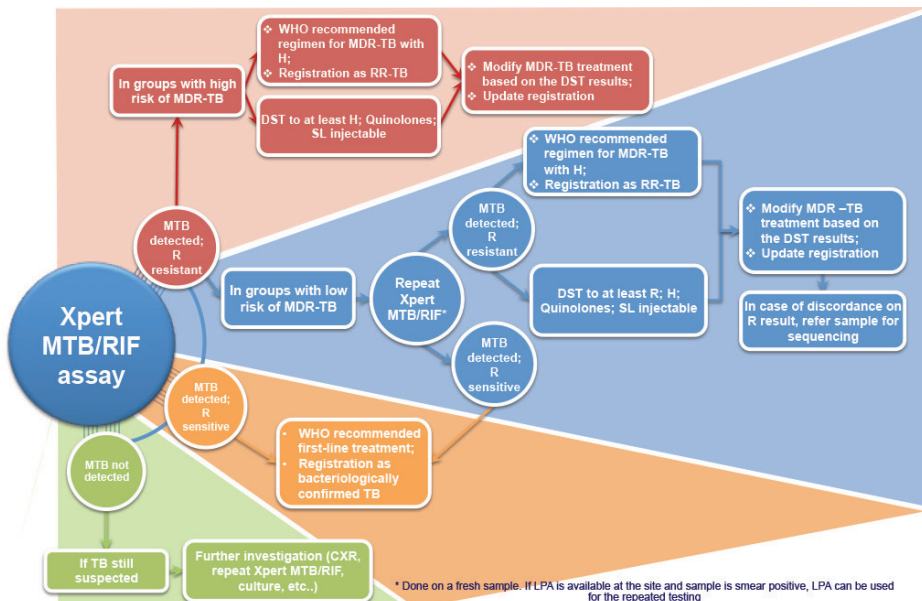 Xpert
MTB/RIF
assay
MTB
detected;
R
resistant
In groups with high
risk of MDR-TB
❖ WHO recommended
regimen for MDR-TB with
H;
❖ Registration as RR-TB
DST to at least H; Quinolones;
SL injectable
❖ Modify MDR-TB treatment
based on the DST results;
❖ Update registration
In groups with low
risk of MDR-TB
Repeat
Xpert
MTB/RIF*
MTB
detected;
R
resistant
❖ WHO recommended
regimen for MDR-TB
with H;
❖ Registration as RR-TB
DST to at least R; H;
Quinolones; SL injectable
❖ Modify MDR –TB
treatment based on
the DST results;
❖ Update registration
In case of discordance on
R result, refer sample for
sequencing
MTB
detected;
R
sensitive
MTB
detected;
R
sensitive
• WHO recommended
first-line treatment;
• Registration as
bacteriologically
confirmed TB
MTB not
detected
If TB still
suspected
Further investigation (CXR,
repeat Xpert MTB/RIF,
culture, etc..)
* Done on a fresh sample. If LPA is available at the site and sample is smear positive, LPA can be used
for the repeated testing